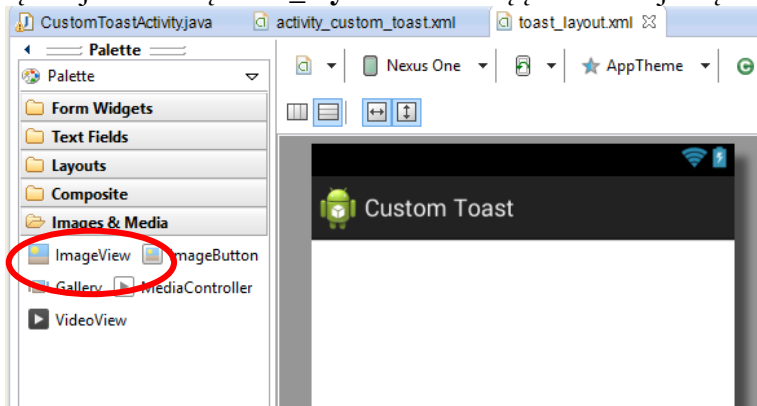 CustomToastActivity.java activity_custom_toast.xml toast_layout.xml
Palette
Palette Nexus One AppTheme
Form Widgets
Text Fields
Layouts
Composite
Images & Media
Custom Toast
ImageView ImageButton
Gallery MediaController
VideoView